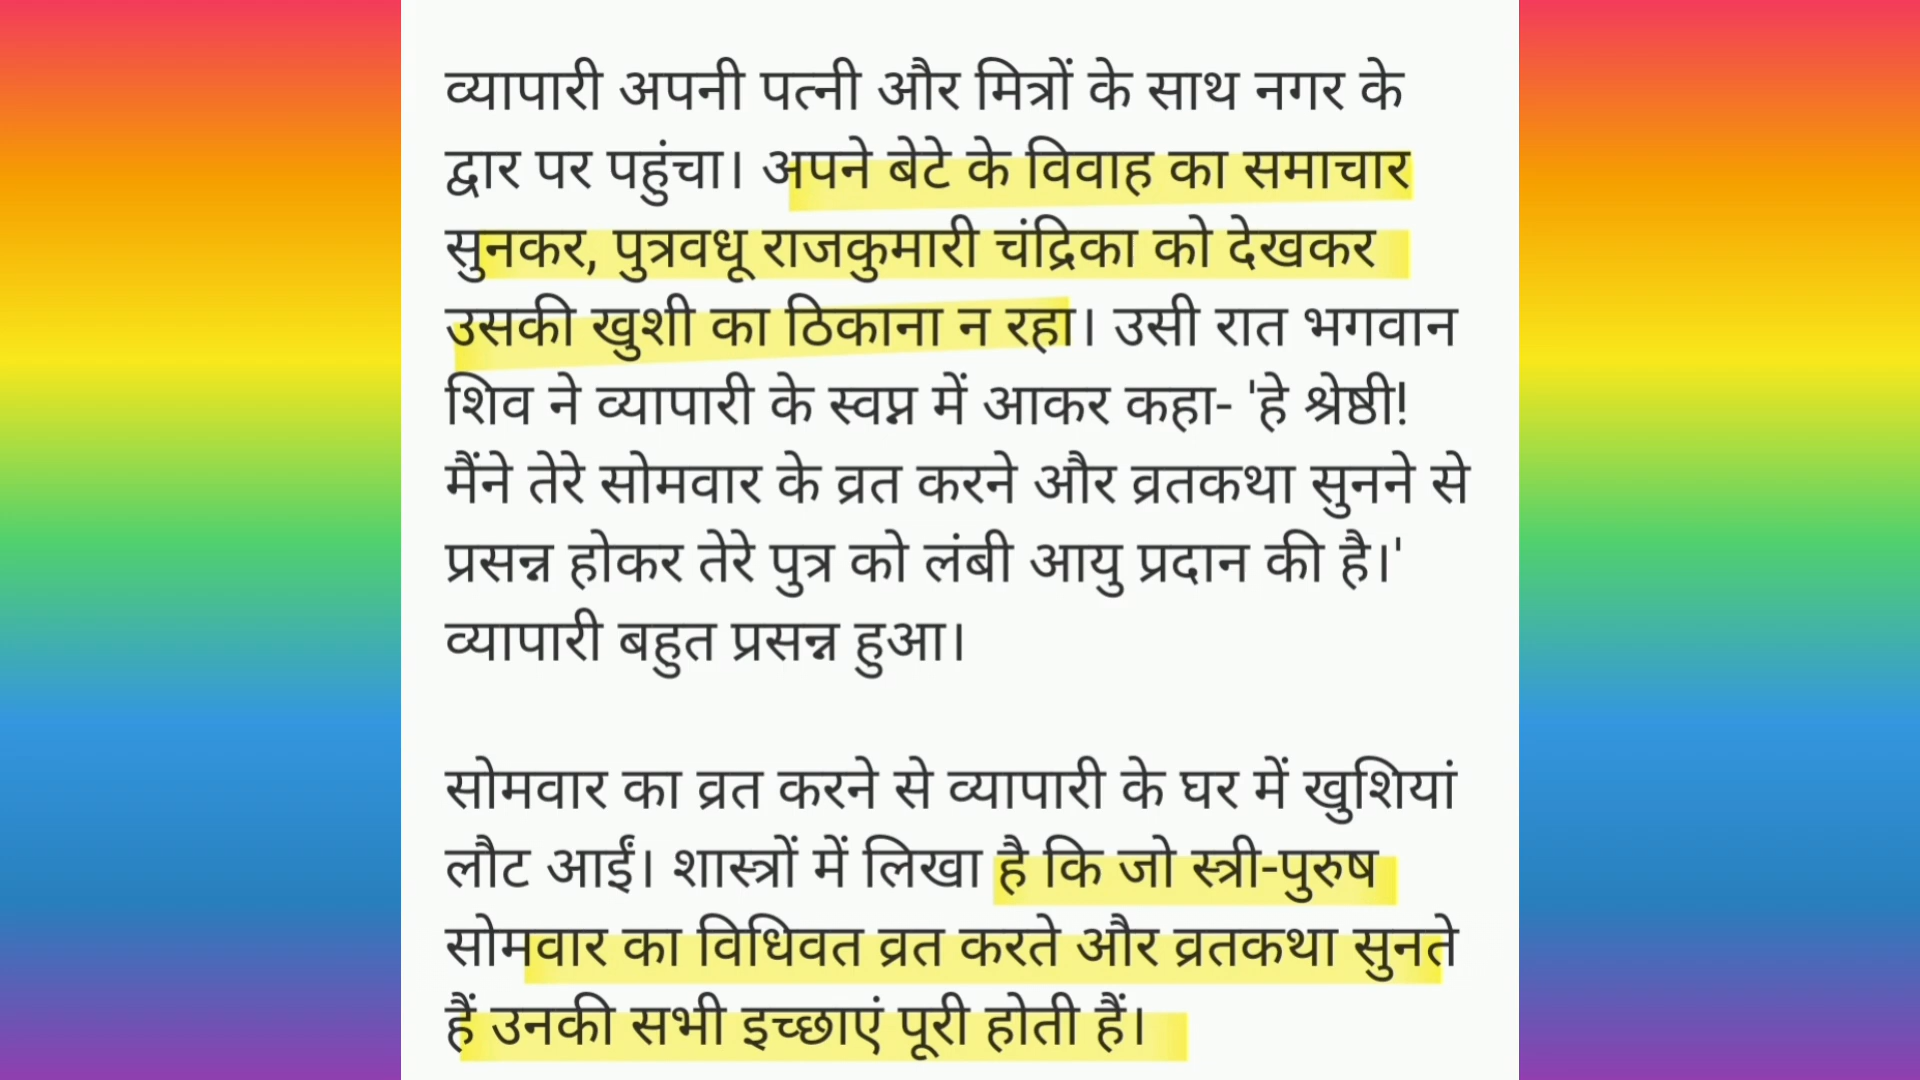 व्यापारी अपनी पत्नी और मित्रों के साथ नगर के
द्वार पर पहुंचा। अपने बेटे के विवाह का समाचार
सुनकर, पुत्रवधू राजकुमारी चंद्रिका को देखकर
उसकी खुशी का ठिकाना न रहा। उसी रात भगवान
शिव ने व्यापारी के स्वप्न में आकर कहा- 'हे श्रेष्ठी!
मैंने तेरे सोमवार के व्रत करने और व्रतकथा सुनने से
प्रसन्न होकर तेरे पुत्र को लंबी आयु प्रदान की है।'
व्यापारी बहुत प्रसन्न हुआ।
सोमवार का व्रत करने से व्यापारी के घर में खुशियां
लौट आईं। शास्त्रों में लिखा है कि जो स्त्री-पुरुष
सोमवार का विधिवत व्रत करते और व्रतकथा सुनते
हैं उनकी सभी इच्छाएं पूरी होती हैं।